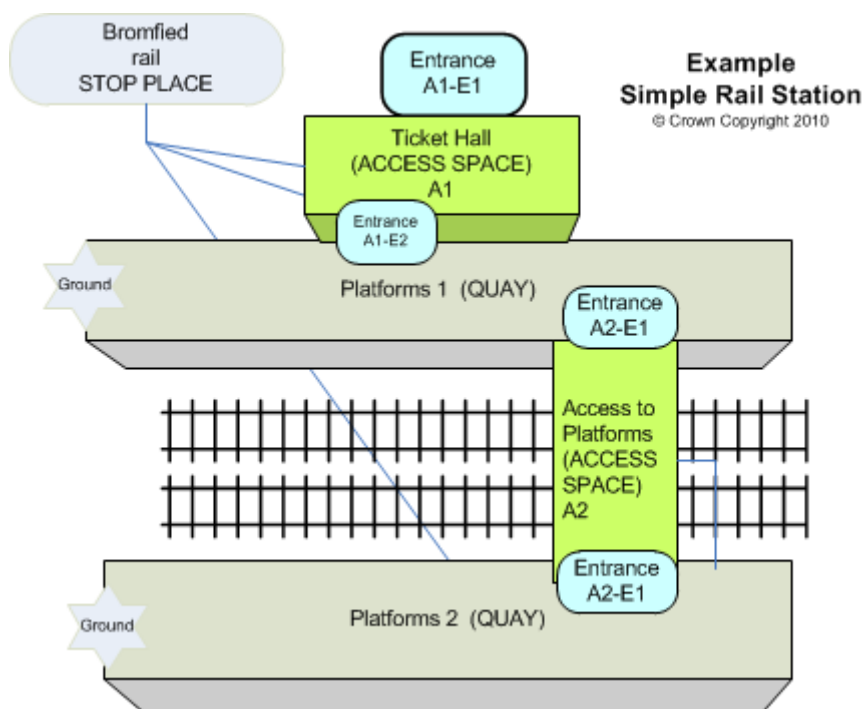 Bromfied
rail
STOP PLACE
Entrance
A1-E1
Example
Simple Rail Station
© Crown Copyright 2010
Ticket Hall
(ACCESS SPACE)
A1
Entrance
A1-E2
Ground
Platforms 1 (QUAY)
Entrance
A2-E1
Access to
Platforms
(ACCESS
SPACE)
A2
Entrance
A2-E1
Ground
Platforms 2 (QUAY)